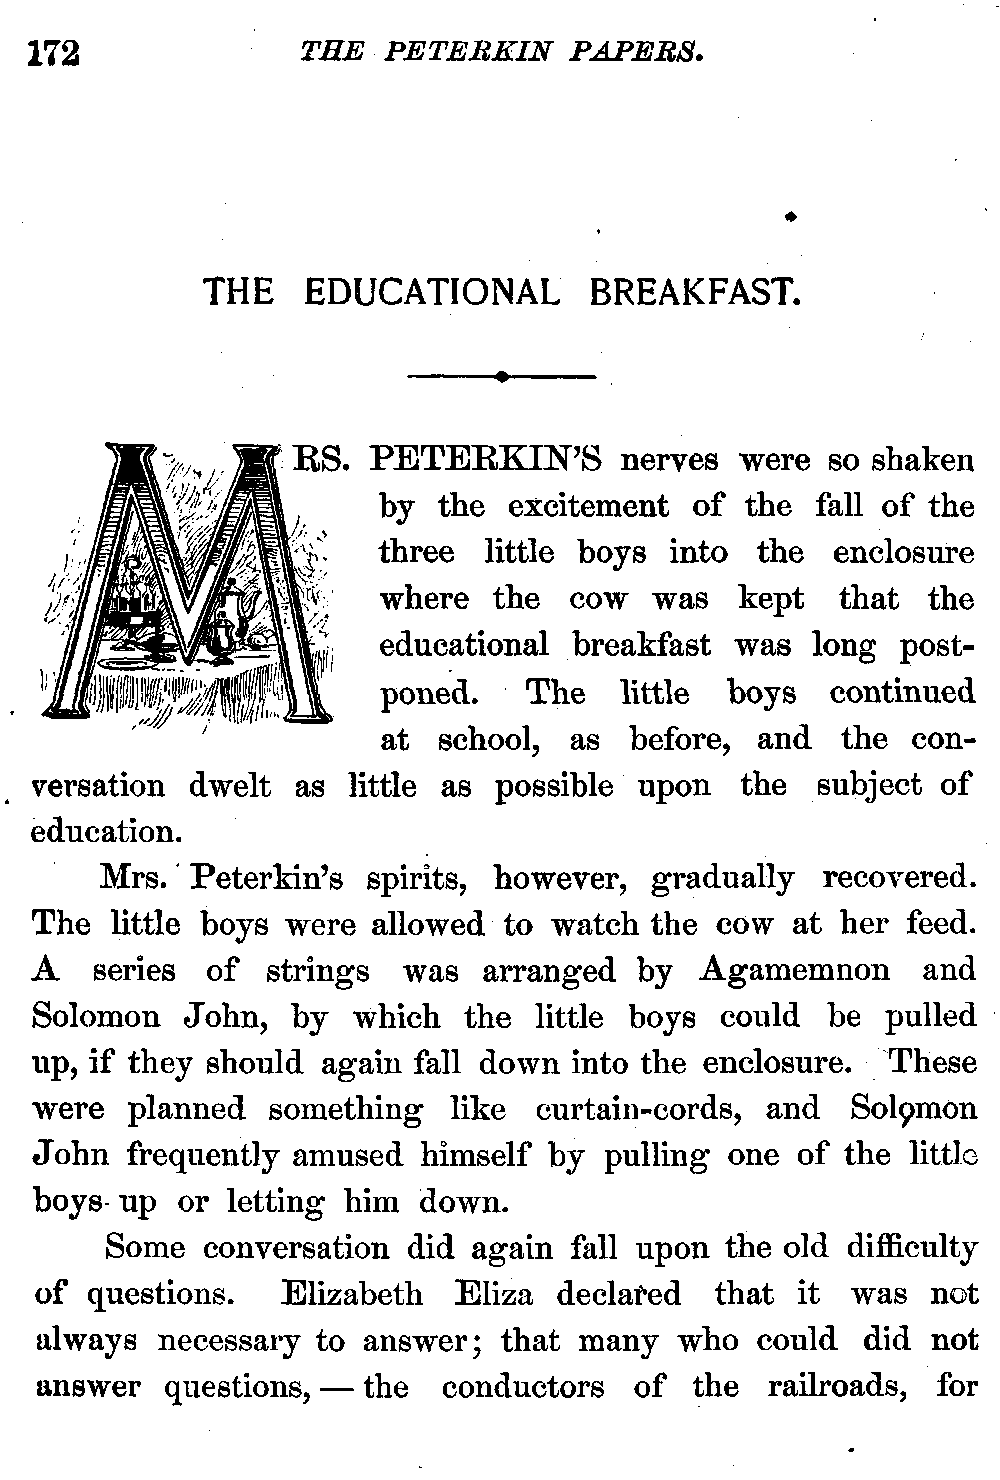 172 THE PETERKIN PAPERS.
THE EDUCATIONAL BREAKFAST.
MRS. PETERKIN'S nerves were so shaken
by the excitement of the fall of the
three little boys into the enclosure
where the cow was kept that the
educational breakfast was long post-
poned. The little boys continued
at school, as before, and the con-
versation dwelt as little as possible upon the subject of
education.
Mrs. Peterkin's spirits, however, gradually recovered.
The little boys were allowed to watch the cow at her feed.
A series of strings was arranged by Agamemnon and
Solomon John, by which the little boys could be pulled
up, if they should again fall down into the enclosure. These
were planned something like curtain-cords, and Solomon
John frequently amused himself by pulling one of the little
boys up or letting him down.
Some conversation did again fall upon the old difficulty
of questions. Elizabeth Eliza declared that it was not
always necessary to answer; that many who could did not
answer questions, — the conductors of the railroads, for